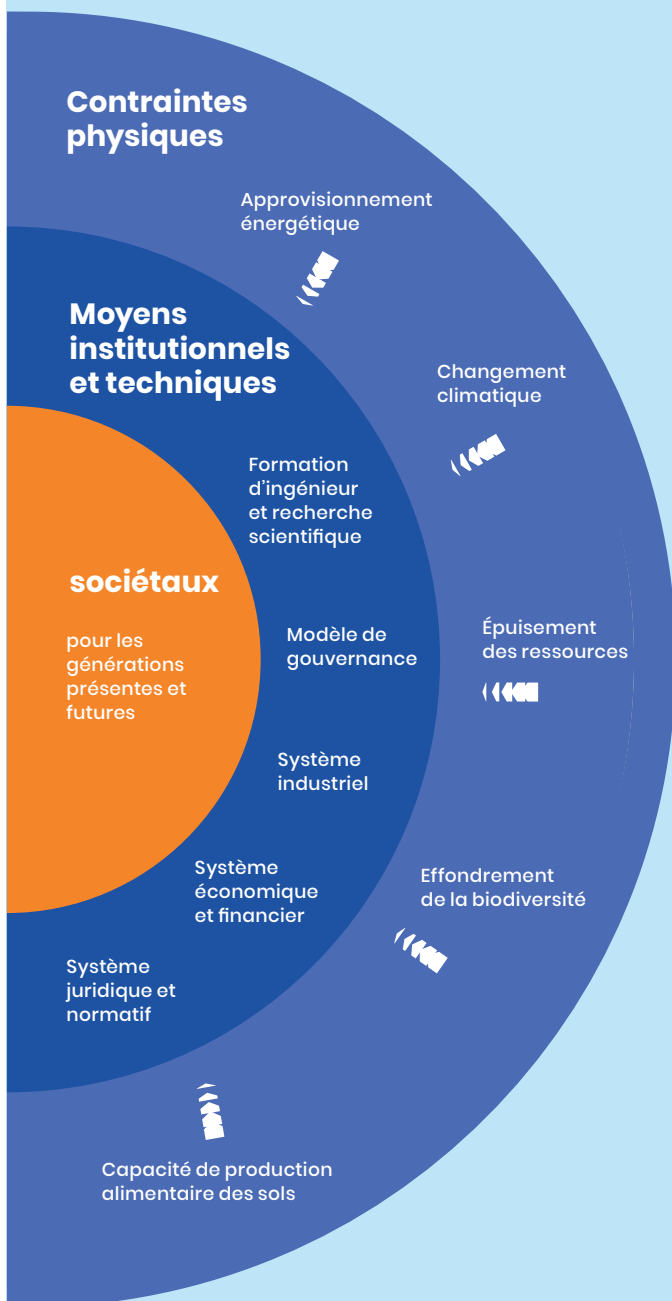 Contraintes
physiques
Approvisionnement
énergétique
Moyens
institutionnels
et techniques
Changement
climatique
Formation
d’ingénieur
et recherche
scientifique
sociétaux
pour les
générations
présentes et
futures
Modèle de
gouvernance
Épuisement
des ressources
Système
industriel
Système
économique
et financier
Effondrement
de la biodiversité
Système
juridique et
normatif
Capacité de production
alimentaire des sols